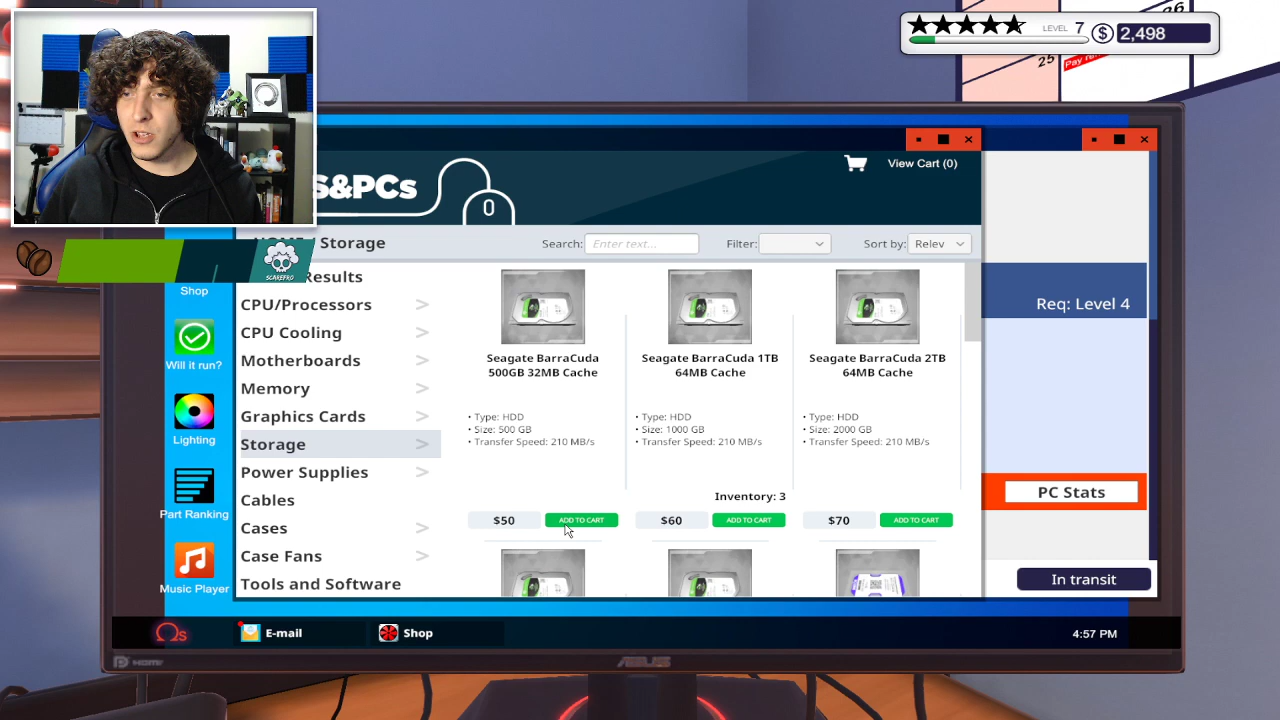 26
LEVEL 7 $ 2,498
25
S&PCs
View Cart (0)
Storage
Search: Enter text...
Filter:
Sort by: Relev
SCAREPRO
Results
CPU/Processors >
CPU Cooling >
Motherboards >
Memory >
Graphics Cards >
Storage >
Power Supplies >
Cables
Cases >
Case Fans >
Tools and Software
Shop
Will it run?
Lighting
Part Ranking
Music Player
Seagate BarraCuda
500GB 32MB Cache
• Type: HDD
• Size: 500 GB
• Transfer Speed: 210 MB/s
$50 ADD TO CART
Seagate BarraCuda 1TB
64MB Cache
• Type: HDD
• Size: 1000 GB
• Transfer Speed: 210 MB/s
Inventory: 3
$60 ADD TO CART
Seagate BarraCuda 2TB
64MB Cache
• Type: HDD
• Size: 2000 GB
• Transfer Speed: 210 MB/s
$70 ADD TO CART
Req: Level 4
PC Stats
In transit
Ωs
E-mail
Shop
4:57 PM
HDMI
ASUS